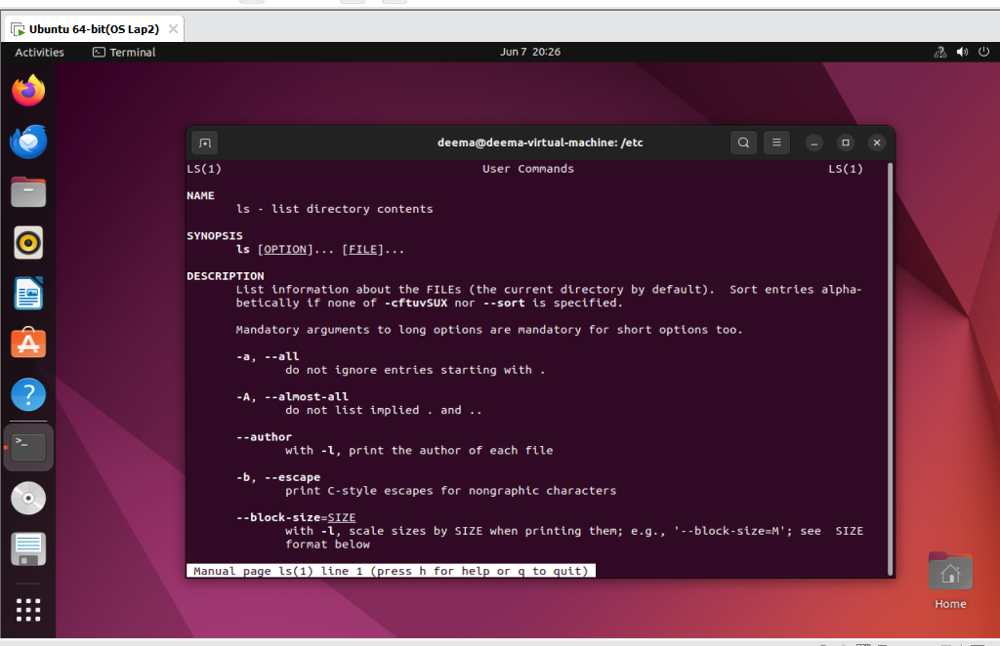 Ubuntu 64-bit(OS Lap2)
Activities Terminal Jun 7 20:26
deema@deema-virtual-machine: /etc
LS(1) User Commands LS(1)
NAME
ls - list directory contents
SYNOPSIS
ls [OPTION]... [FILE]...
DESCRIPTION
List information about the FILEs (the current directory by default). Sort entries alpha-
betically if none of -cftuvSUX nor --sort is specified.
Mandatory arguments to long options are mandatory for short options too.
-a, --all
do not ignore entries starting with .
-A, --almost-all
do not list implied . and ..
--author
with -l, print the author of each file
-b, --escape
print C-style escapes for nongraphic characters
--block-size=SIZE
with -l, scale sizes by SIZE when printing them; e.g., '--block-size=M'; see SIZE
format below
Manual page ls(1) line 1 (press h for help or q to quit)
Home